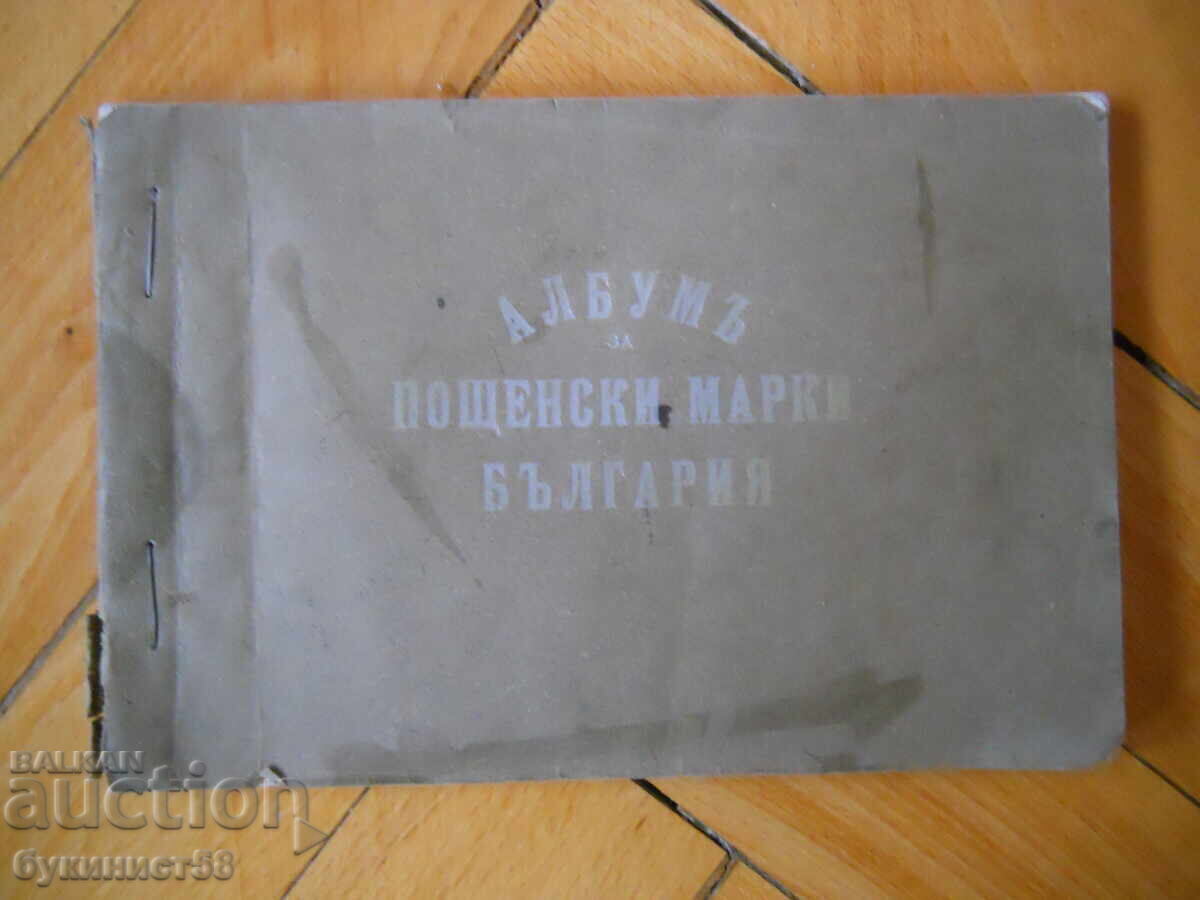 АЛБУМЪ
ЗА
ПОЩЕНСКИ МАРКИ
БЪЛГАРИЯ
BALKAN
auction
букинист58